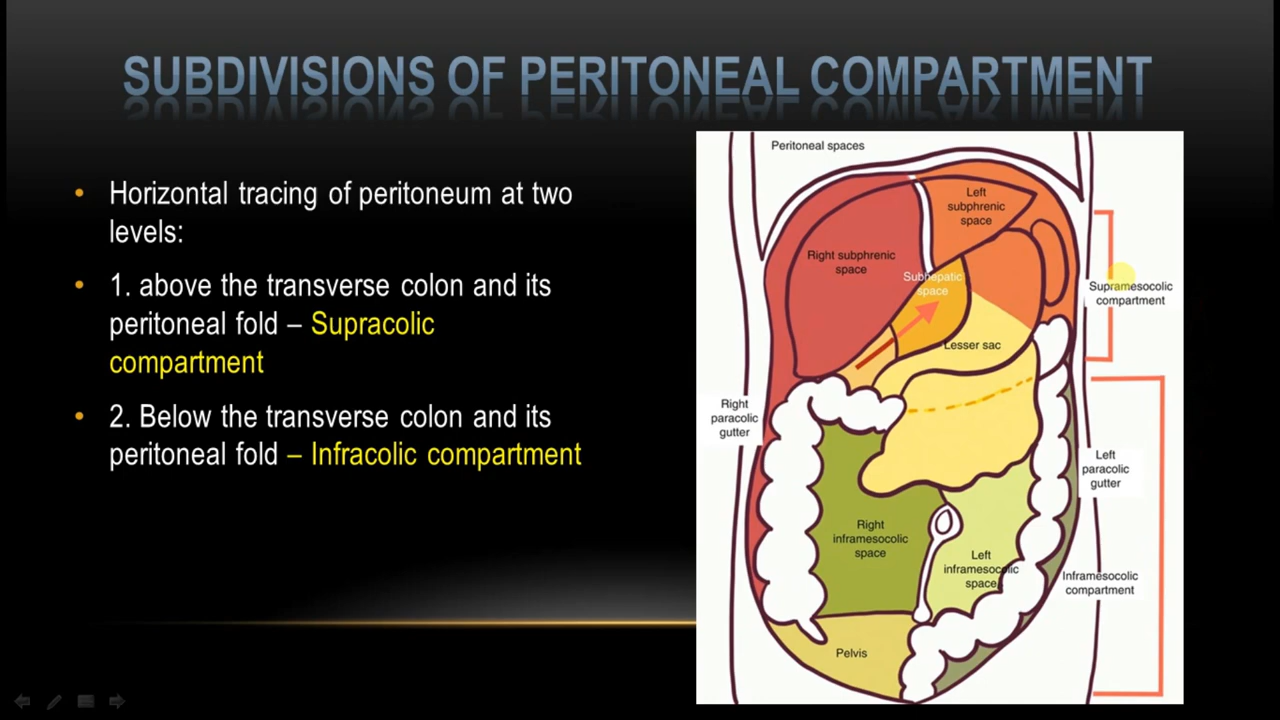 SUBDIVISIONS OF PERITONEAL COMPARTMENT
• Horizontal tracing of peritoneum at two
levels:
• 1. above the transverse colon and its
peritoneal fold – Supracolic
compartment
• 2. Below the transverse colon and its
peritoneal fold – Infracolic compartment
Peritoneal spaces
Left
subphrenic
space
Right subphrenic
space
Subhepatic
space
Supramesocolic
compartment
Lesser sac
Right
paracolic
gutter
Left
paracolic
gutter
Right
inframesocolic
space
Left
inframesocolic
space
Inframesocolic
compartment
Pelvis